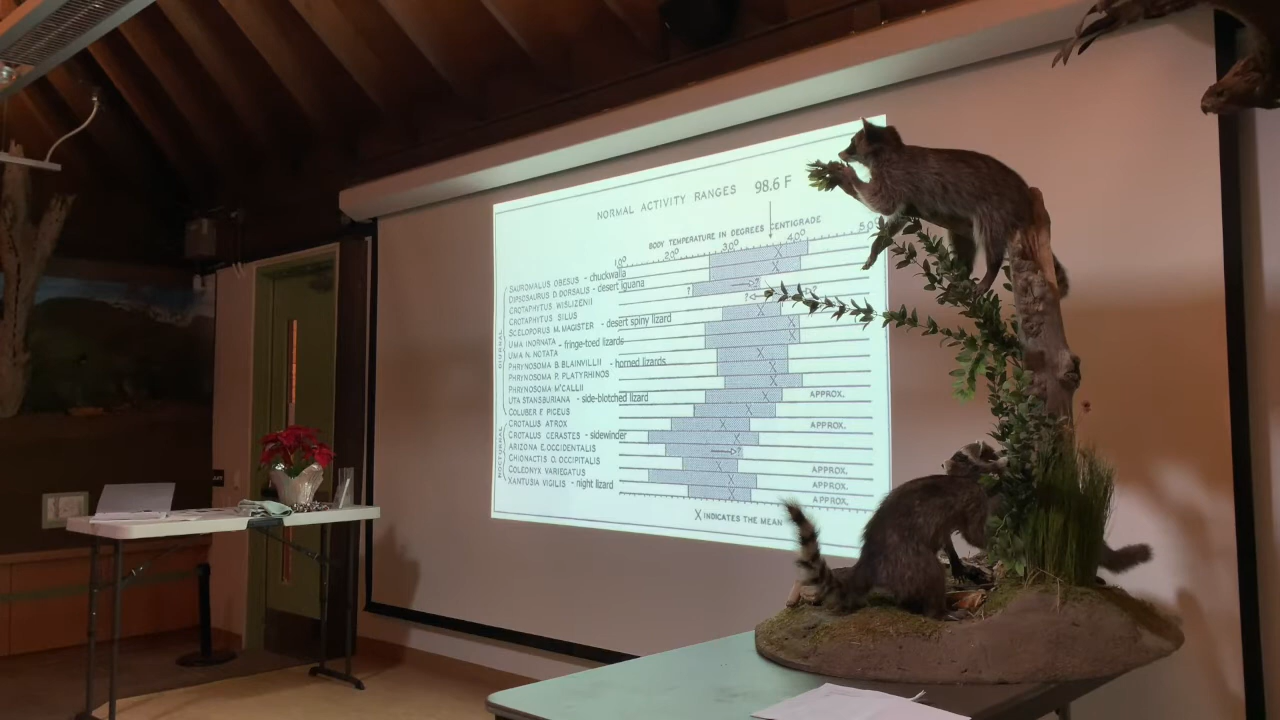 NORMAL ACTIVITY RANGES 98.6 F
BODY TEMPERATURE IN DEGREES CENTIGRADE
10° 20° 30° 40° 50°
DIURNAL
SAUROMALUS OBESUS - chuckwalla
DIPSOSAURUS D. DORSALIS - desert iguana
CROTAPHYTUS WISLIZENII
CROTAPHYTUS SILUS
SCELOPORUS M. MAGISTER - desert spiny lizard
UMA INORNATA - fringe-toed lizards
UMA N. NOTATA
PHRYNOSOMA B. BLAINVILLII - horned lizards
PHRYNOSOMA P. PLATYRHINOS
PHRYNOSOMA M'CALLII
UTA STANSBURIANA - side-blotched lizard APPROX.
COLUBER F. PICEUS
NOCTURNAL
CROTALUS ATROX APPROX.
CROTALUS CERASTES - sidewinder
ARIZONA E. OCCIDENTALIS
CHIONACTIS O. OCCIPITALIS
COLEONYX VARIEGATUS APPROX.
XANTUSIA VIGILIS - night lizard APPROX.
APPROX.
X INDICATES THE MEAN